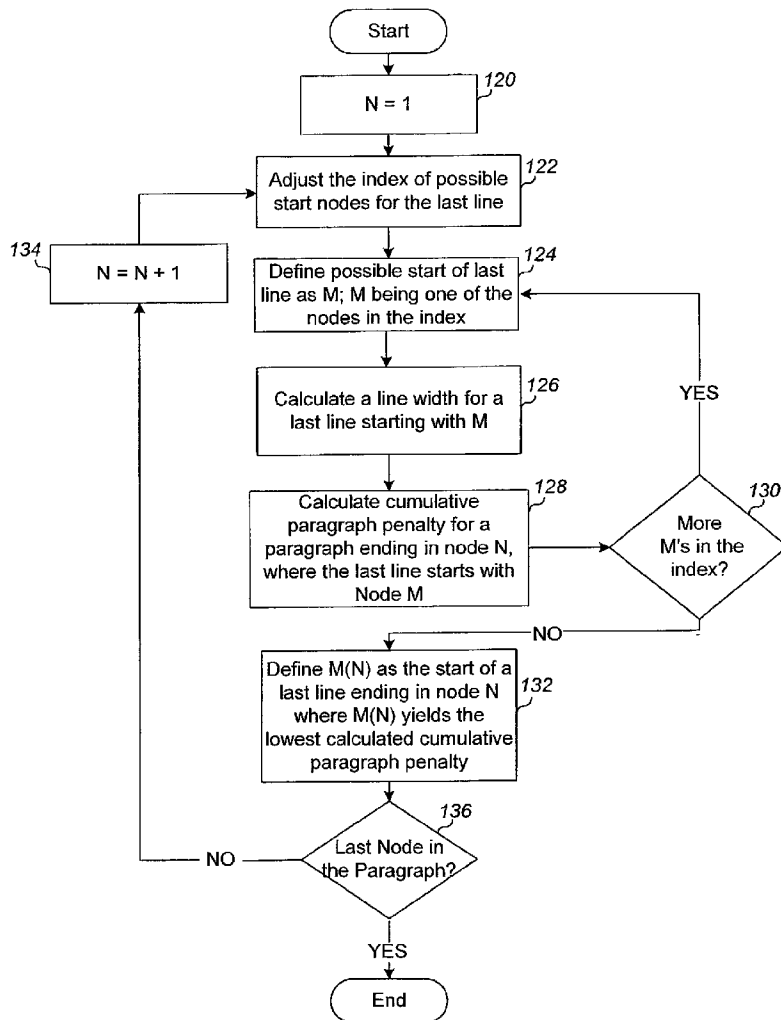 Start
120
N = 1
122
Adjust the index of possible
start nodes for the last line
134
N = N + 1
124
Define possible start of last
line as M; M being one of the
nodes in the index
126
Calculate a line width for a
last line starting with M
YES
128
Calculate cumulative
paragraph penalty for a
paragraph ending in node N,
where the last line starts with
Node M
130
More
M's in the
index?
NO
132
Define M(N) as the start of a
last line ending in node N
where M(N) yields the
lowest calculated cumulative
paragraph penalty
136
Last Node in
the Paragraph?
NO
YES
End